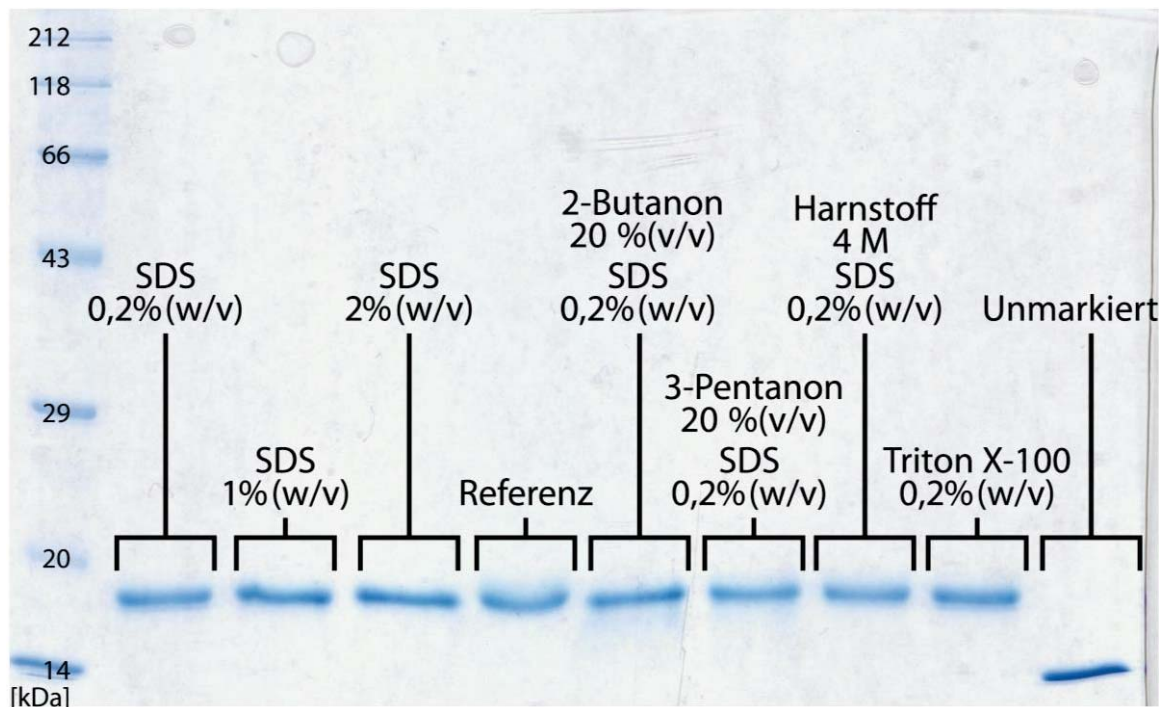 212
118
66
43
29
20
14
[kDa]
SDS
0,2%(w/v)
SDS
1%(w/v)
SDS
2%(w/v)
Referenz
2-Butanon
20 %(v/v)
SDS
0,2%(w/v)
3-Pentanon
20 %(v/v)
SDS
0,2%(w/v)
Harnstoff
4 M
SDS
0,2%(w/v)
Triton X-100
0,2%(w/v)
Unmarkiert